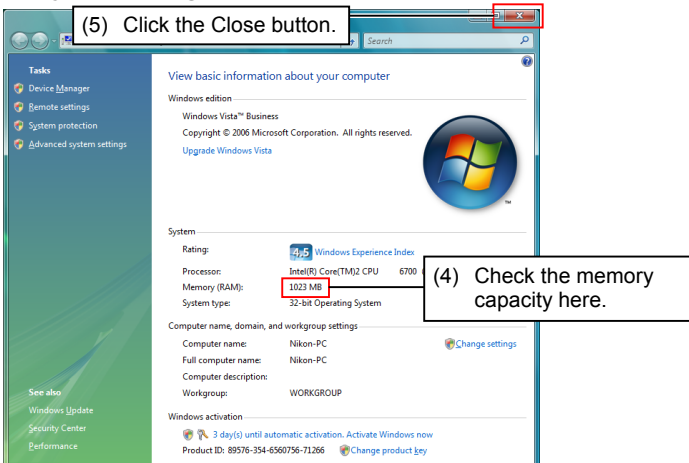 (5) Click the Close button.
Search
Tasks
Device Manager
Remote settings
System protection
Advanced system settings
View basic information about your computer
Windows edition
Windows Vista™ Business
Copyright © 2006 Microsoft Corporation. All rights reserved.
Upgrade Windows Vista
TM
System
Rating: 4,5 Windows Experience Index
Processor: Intel(R) Core(TM)2 CPU 6700
Memory (RAM): 1023 MB
System type: 32-bit Operating System
(4) Check the memory
capacity here.
Computer name, domain, and workgroup settings
Computer name: Nikon-PC
Change settings
Full computer name: Nikon-PC
Computer description:
Workgroup: WORKGROUP
See also
Windows Update
Security Center
Performance
Windows activation
3 day(s) until automatic activation. Activate Windows now
Product ID: 89576-354-6560756-71266 Change product key